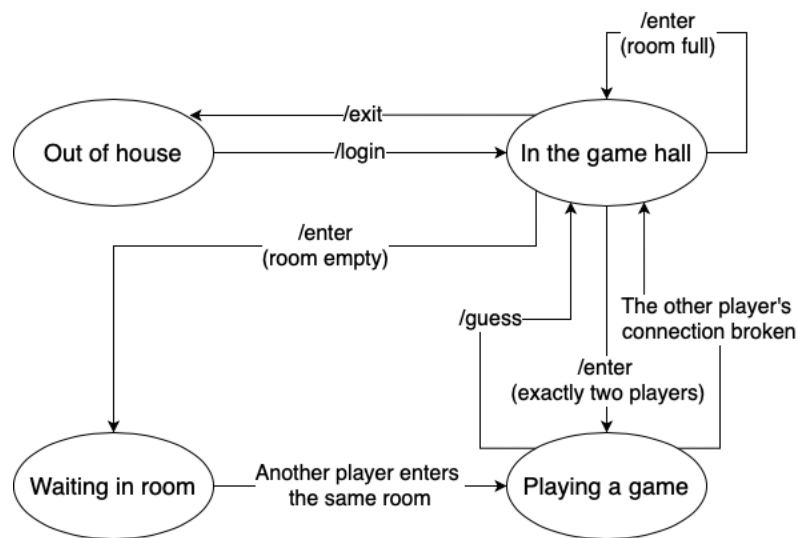 /enter
(room full)
/exit
Out of house
/login
In the game hall
/enter
(room empty)
/guess
The other player's
connection broken
/enter
(exactly two players)
Waiting in room
Another player enters
the same room
Playing a game